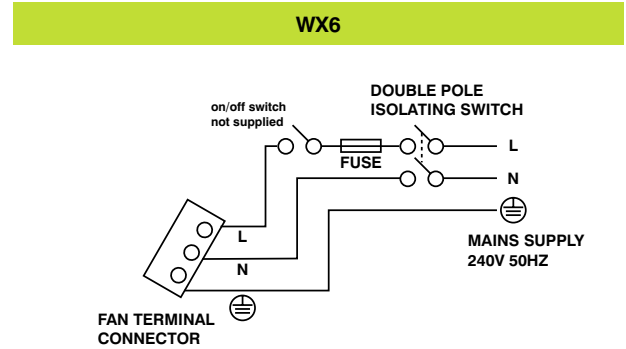 WX6
DOUBLE POLE
ISOLATING SWITCH
on/off switch
not supplied
FUSE
L
N
L
N
MAINS SUPPLY
240V 50HZ
FAN TERMINAL
CONNECTOR